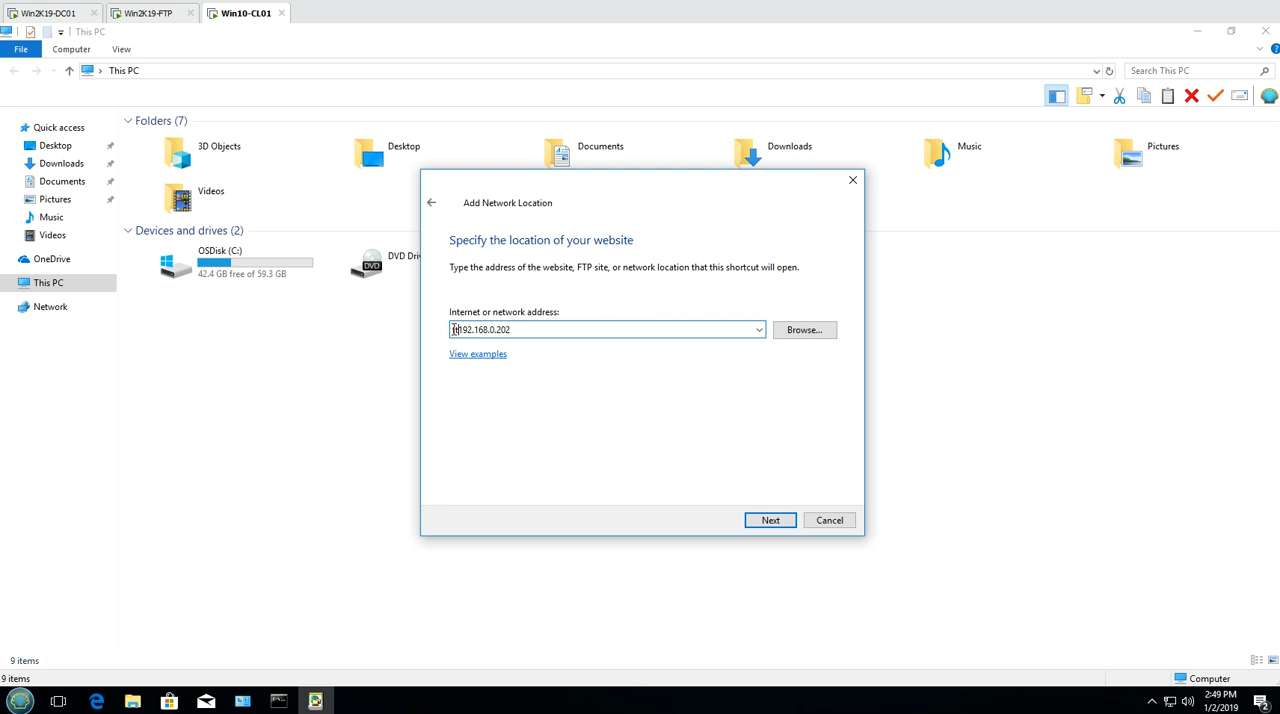 Win2K19-DC01
Win2K19-FTP
Win10-CL01
This PC
File Computer View
This PC
Search This PC
Quick access
Desktop
Downloads
Documents
Pictures
Music
Videos
OneDrive
This PC
Network
Folders (7)
3D Objects
Desktop
Documents
Downloads
Music
Pictures
Videos
Devices and drives (2)
OSDisk (C:)
42.4 GB free of 59.3 GB
DVD
DVD Dri
Add Network Location
Specify the location of your website
Type the address of the website, FTP site, or network location that this shortcut will open.
Internet or network address:
192.168.0.202
Browse...
View examples
Next
Cancel
9 items
9 items
Computer
2:49 PM
1/2/2019
2